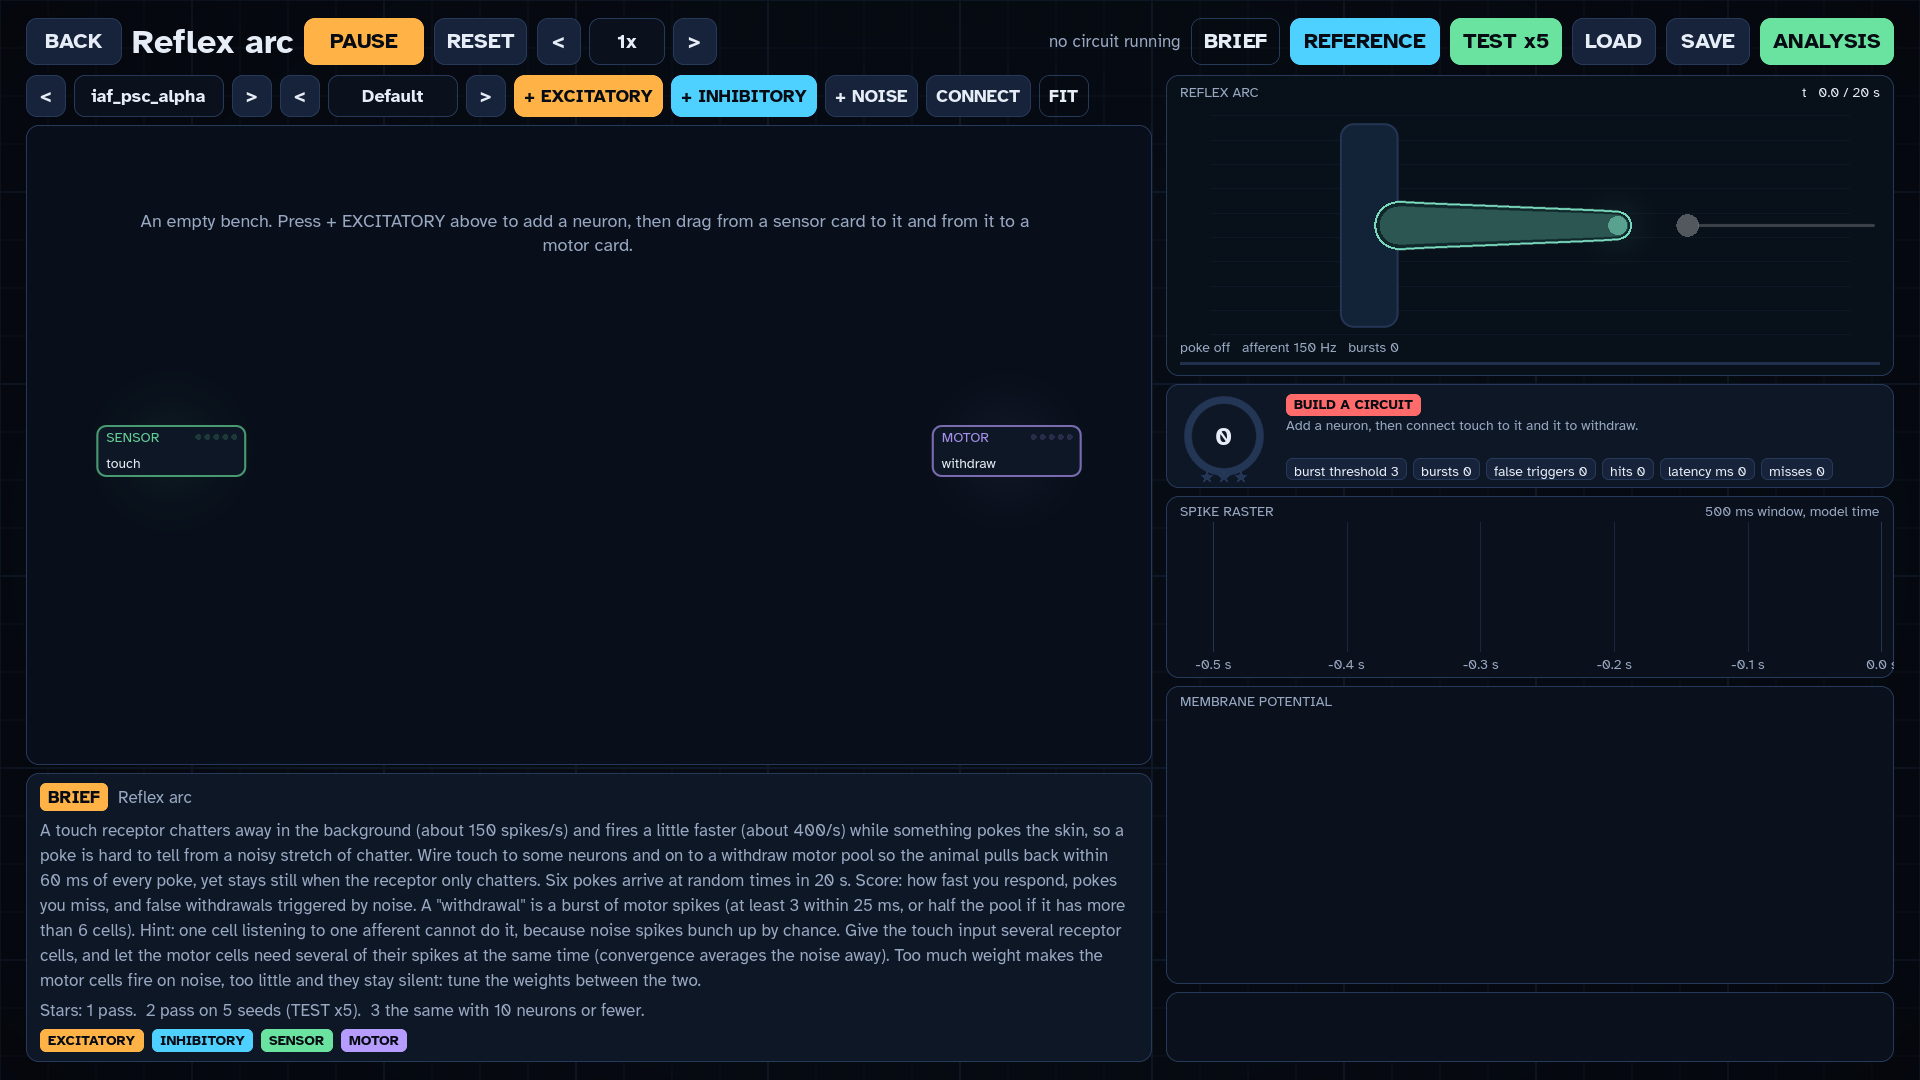 BACK Reflex arc PAUSE RESET < 1x > no circuit running BRIEF REFERENCE TEST x5 LOAD SAVE ANALYSIS
< iaf_psc_alpha > < Default > + EXCITATORY + INHIBITORY + NOISE CONNECT FIT
An empty bench. Press + EXCITATORY above to add a neuron, then drag from a sensor card to it and from it to a
motor card.
SENSOR
touch
MOTOR
withdraw
BRIEF Reflex arc
A touch receptor chatters away in the background (about 150 spikes/s) and fires a little faster (about 400/s) while something pokes the skin, so a
poke is hard to tell from a noisy stretch of chatter. Wire touch to some neurons and on to a withdraw motor pool so the animal pulls back within
60 ms of every poke, yet stays still when the receptor only chatters. Six pokes arrive at random times in 20 s. Score: how fast you respond, pokes
you miss, and false withdrawals triggered by noise. A "withdrawal" is a burst of motor spikes (at least 3 within 25 ms, or half the pool if it has more
than 6 cells). Hint: one cell listening to one afferent cannot do it, because noise spikes bunch up by chance. Give the touch input several receptor
cells, and let the motor cells need several of their spikes at the same time (convergence averages the noise away). Too much weight makes the
motor cells fire on noise, too little and they stay silent: tune the weights between the two.
Stars: 1 pass. 2 pass on 5 seeds (TEST x5). 3 the same with 10 neurons or fewer.
EXCITATORY INHIBITORY SENSOR MOTOR
REFLEX ARC t 0.0 / 20 s
poke off afferent 150 Hz bursts 0
0
BUILD A CIRCUIT
Add a neuron, then connect touch to it and it to withdraw.
burst threshold 3 bursts 0 false triggers 0 hits 0 latency ms 0 misses 0
SPIKE RASTER 500 ms window, model time
-0.5 s -0.4 s -0.3 s -0.2 s -0.1 s 0.0 s
MEMBRANE POTENTIAL